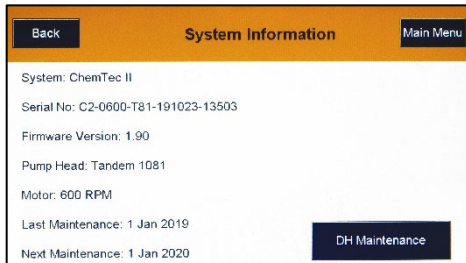 Back
System Information
Main Menu
System: ChemTec II
Serial No: C2-0600-T81-191023-13503
Firmware Version: 1.90
Pump Head: Tandem 1081
Motor: 600 RPM
Last Maintenance: 1 Jan 2019
Next Maintenance: 1 Jan 2020
DH Maintenance